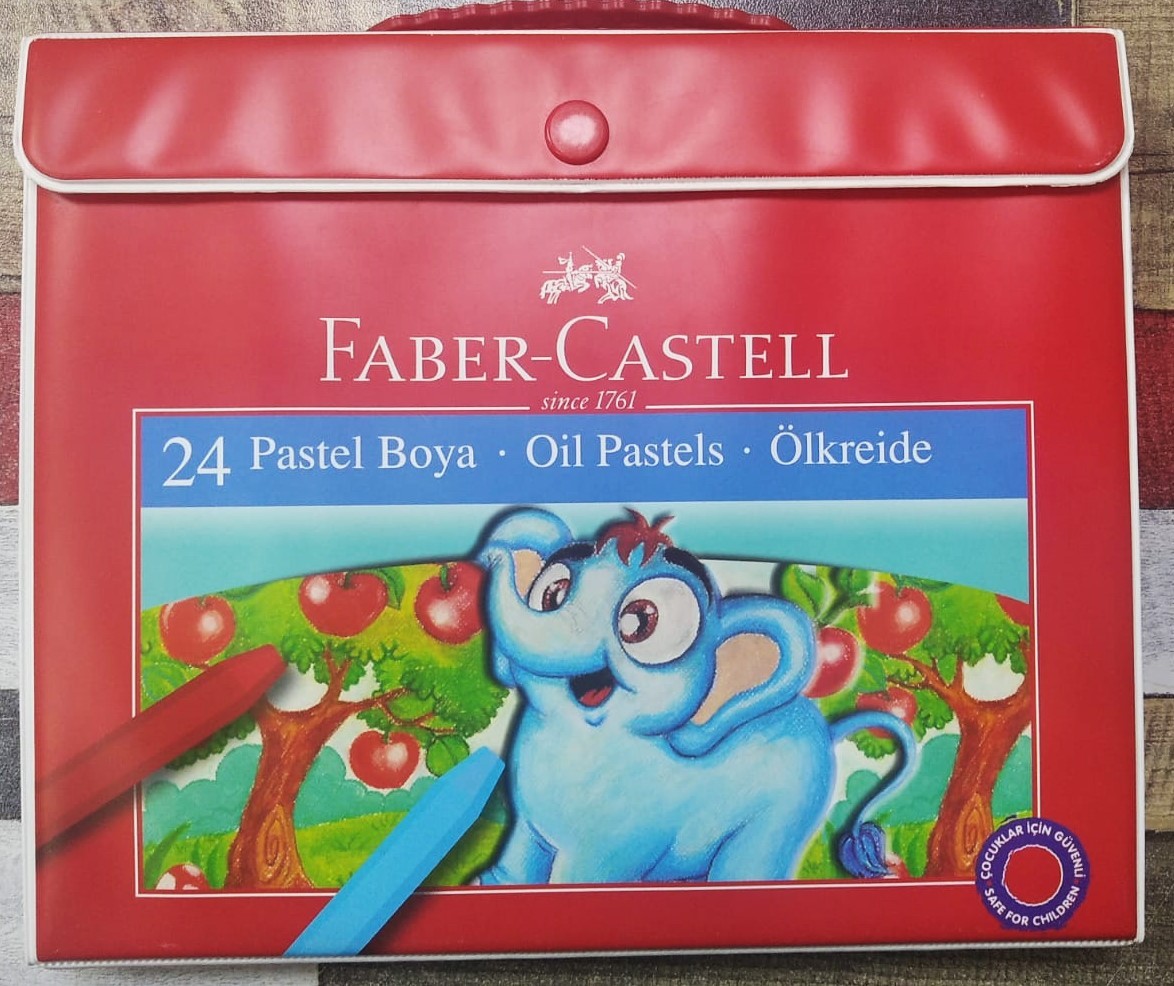 FABER-CASTELL
since 1761
24 Pastel Boya · Oil Pastels · Ölkreide
ÇOCUKLAR İÇİN GÜVENLİ
SAFE FOR CHILDREN